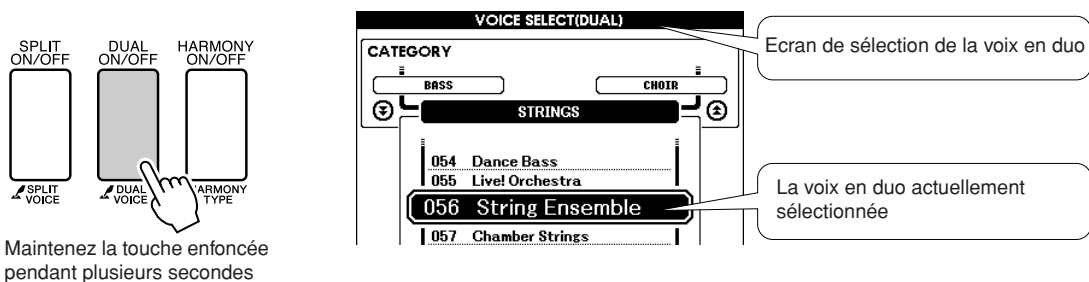 SPLIT
ON/OFF
DUAL
ON/OFF
HARMONY
ON/OFF
SPLIT
VOICE
DUAL
VOICE
ARMONY
TYPE
Maintenez la touche enfoncée
pendant plusieurs secondes
VOICE SELECT(DUAL)
CATEGORY
BASS
CHOIR
STRINGS
054 Dance Bass
055 Live! Orchestra
056 String Ensemble
057 Chamber Strings
Ecran de sélection de la voix en duo
La voix en duo actuellement
sélectionnée